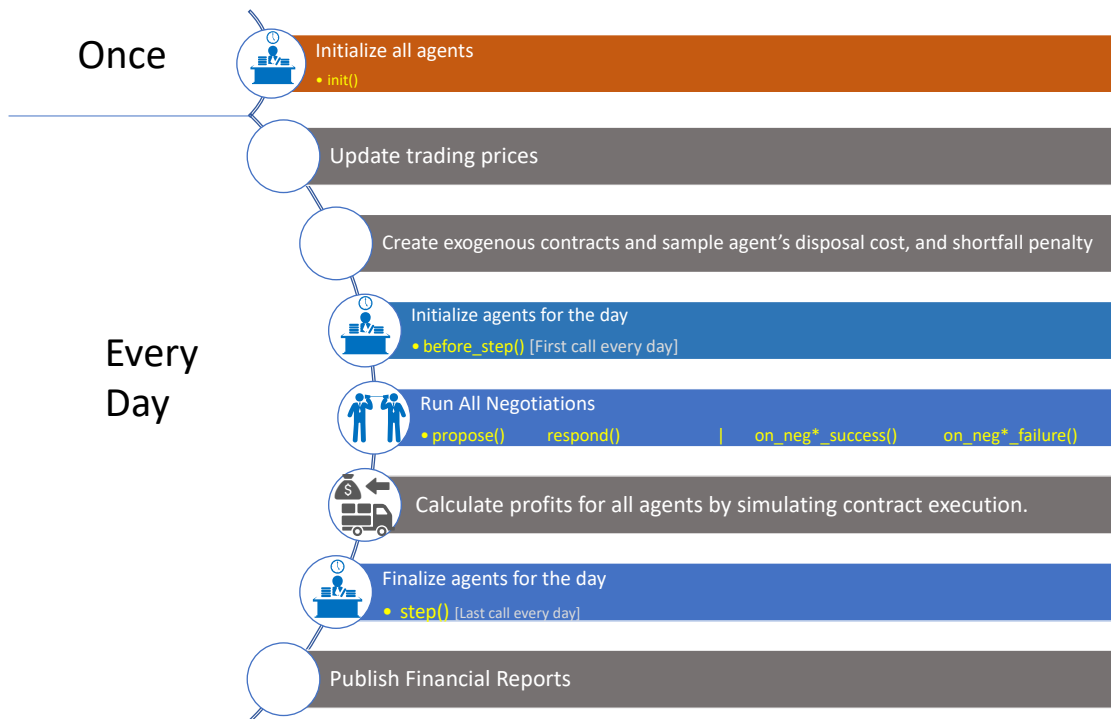 Once
Initialize all agents
• init()
Update trading prices
Create exogenous contracts and sample agent's disposal cost, and shortfall penalty
Every
Day
Initialize agents for the day
• before_step() [First call every day]
Run All Negotiations
• propose() respond() | on_neg*_success() on_neg*_failure()
$
Calculate profits for all agents by simulating contract execution.
Finalize agents for the day
• step() [Last call every day]
Publish Financial Reports